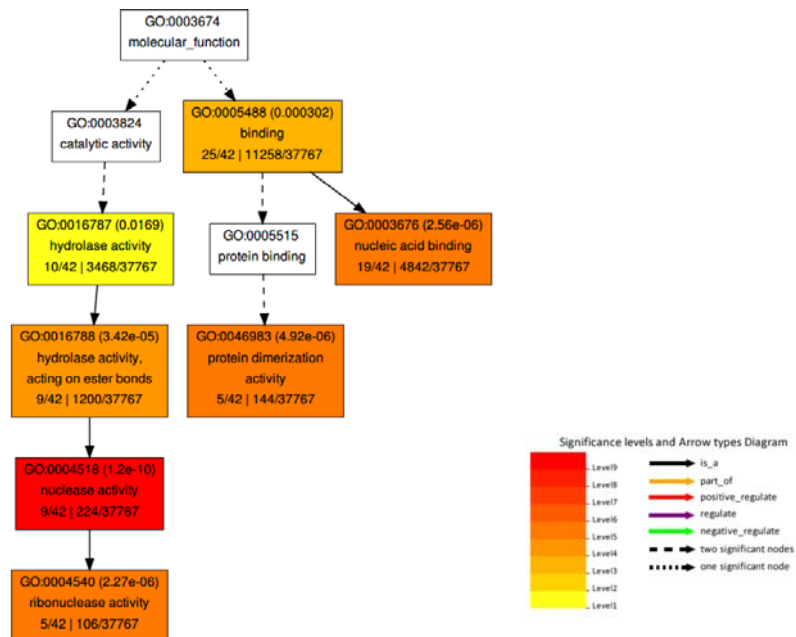 GO:0003674
molecular_function
GO:0003824
catalytic activity
GO:0005488 (0.000302)
binding
25/42 | 11258/37767
GO:0016787 (0.0169)
hydrolase activity
10/42 | 3468/37767
GO:0005515
protein binding
GO:0003676 (2.56e-06)
nucleic acid binding
19/42 | 4842/37767
GO:0016788 (3.42e-05)
hydrolase activity,
acting on ester bonds
9/42 | 1200/37767
GO:0046983 (4.92e-06)
protein dimerization
activity
5/42 | 144/37767
GO:0004518 (1.2e-10)
nuclease activity
9/42 | 224/37767
GO:0004540 (2.27e-06)
ribonuclease activity
5/42 | 106/37767
Significance levels and Arrow types Diagram
Level9
Level8
Level7
Level6
Level5
Level4
Level3
Level2
Level1
is_a
part_of
positive_regulate
regulate
negative_regulate
two significant nodes
one significant node